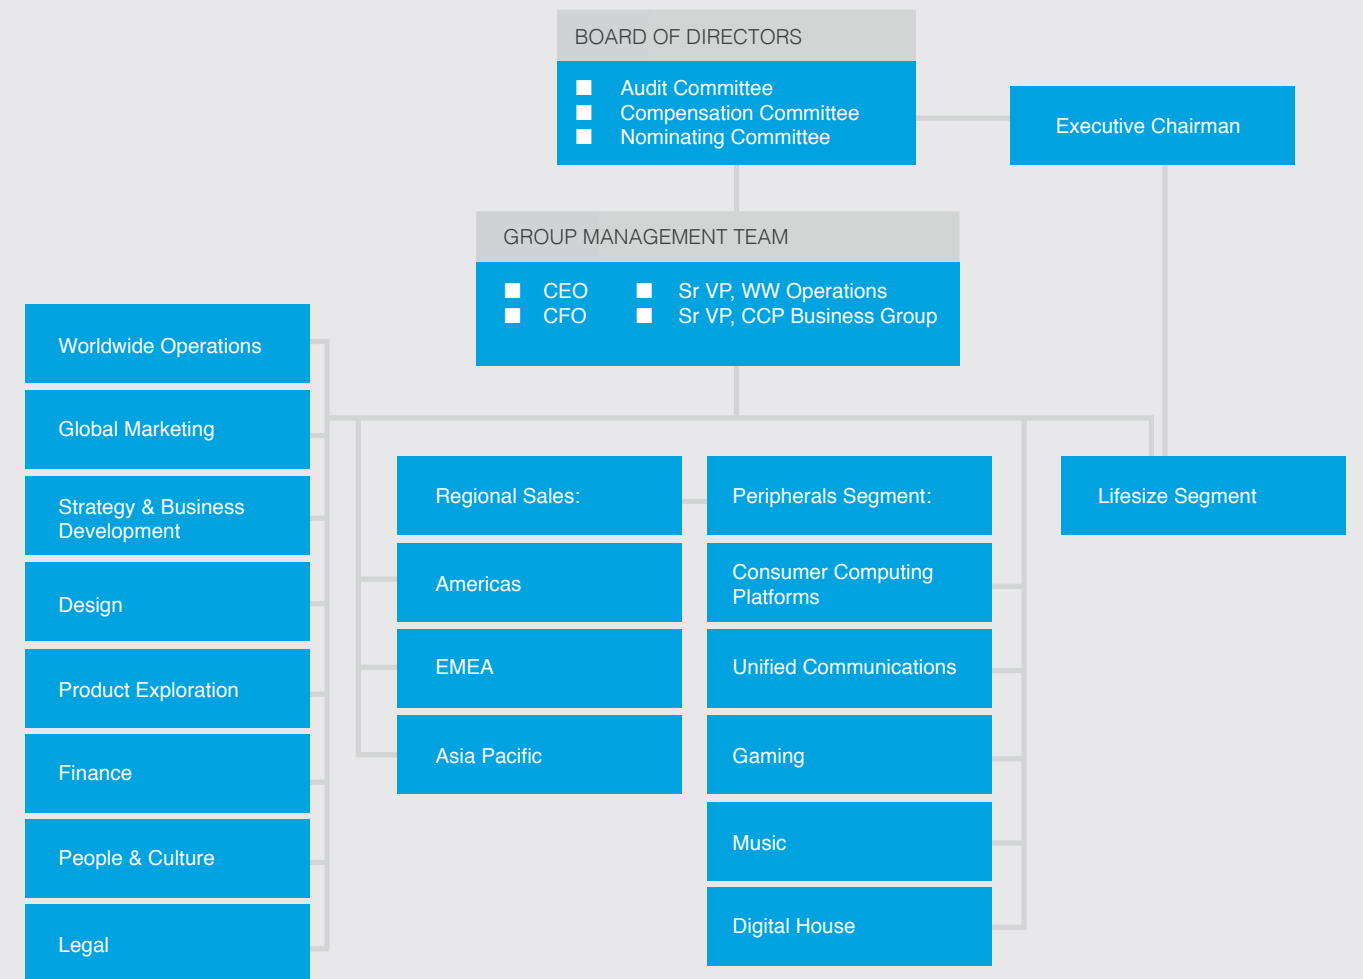 BOARD OF DIRECTORS
Audit Committee
Compensation Committee
Nominating Committee
Executive Chairman
GROUP MANAGEMENT TEAM
CEO
CFO
Sr VP, WW Operations
Sr VP, CCP Business Group
Worldwide Operations
Global Marketing
Strategy & Business
Development
Design
Product Exploration
Finance
People & Culture
Legal
Regional Sales:
Americas
EMEA
Asia Pacific
Peripherals Segment:
Consumer Computing
Platforms
Unified Communications
Gaming
Music
Digital House
Lifesize Segment